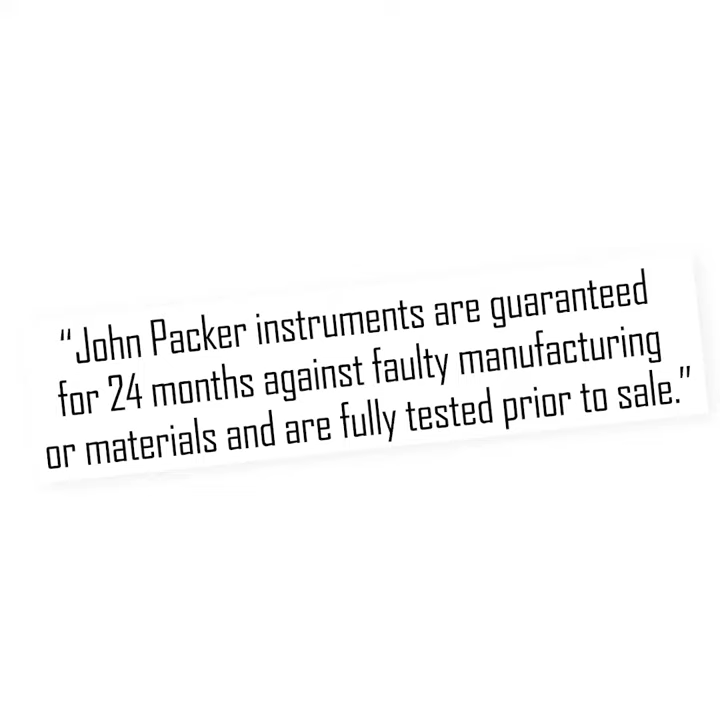 “John Packer instruments are guaranteed
for 24 months against faulty manufacturing
or materials and are fully tested prior to sale.”